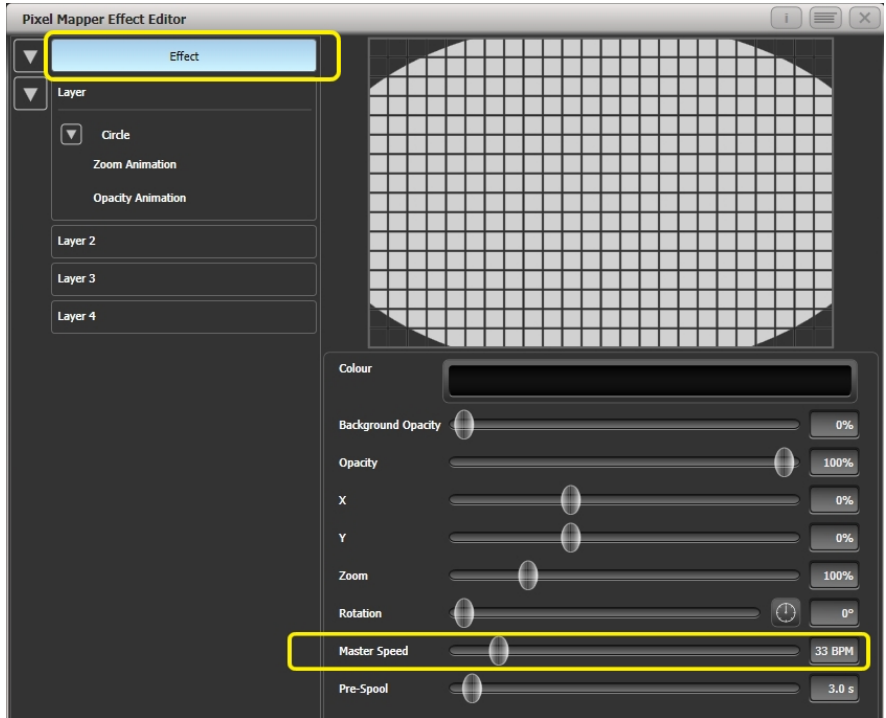 Pixel Mapper Effect Editor
i
Effect
Layer
Circle
Zoom Animation
Opacity Animation
Layer 2
Layer 3
Layer 4
Colour
Background Opacity 0%
Opacity 100%
X 0%
Y 0%
Zoom 100%
Rotation 0°
Master Speed 33 BPM
Pre-Spool 3.0 s